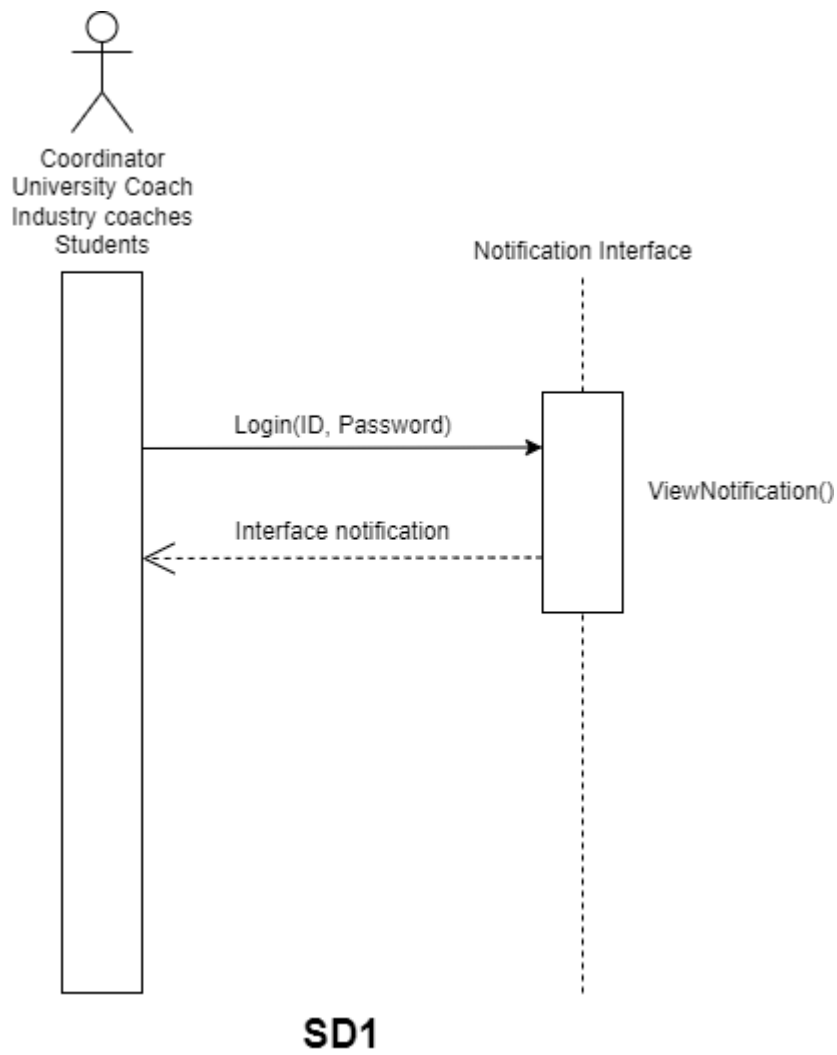 Coordinator
University Coach
Industry coaches
Students
Notification Interface
Login(ID, Password)
ViewNotification()
Interface notification
SD1